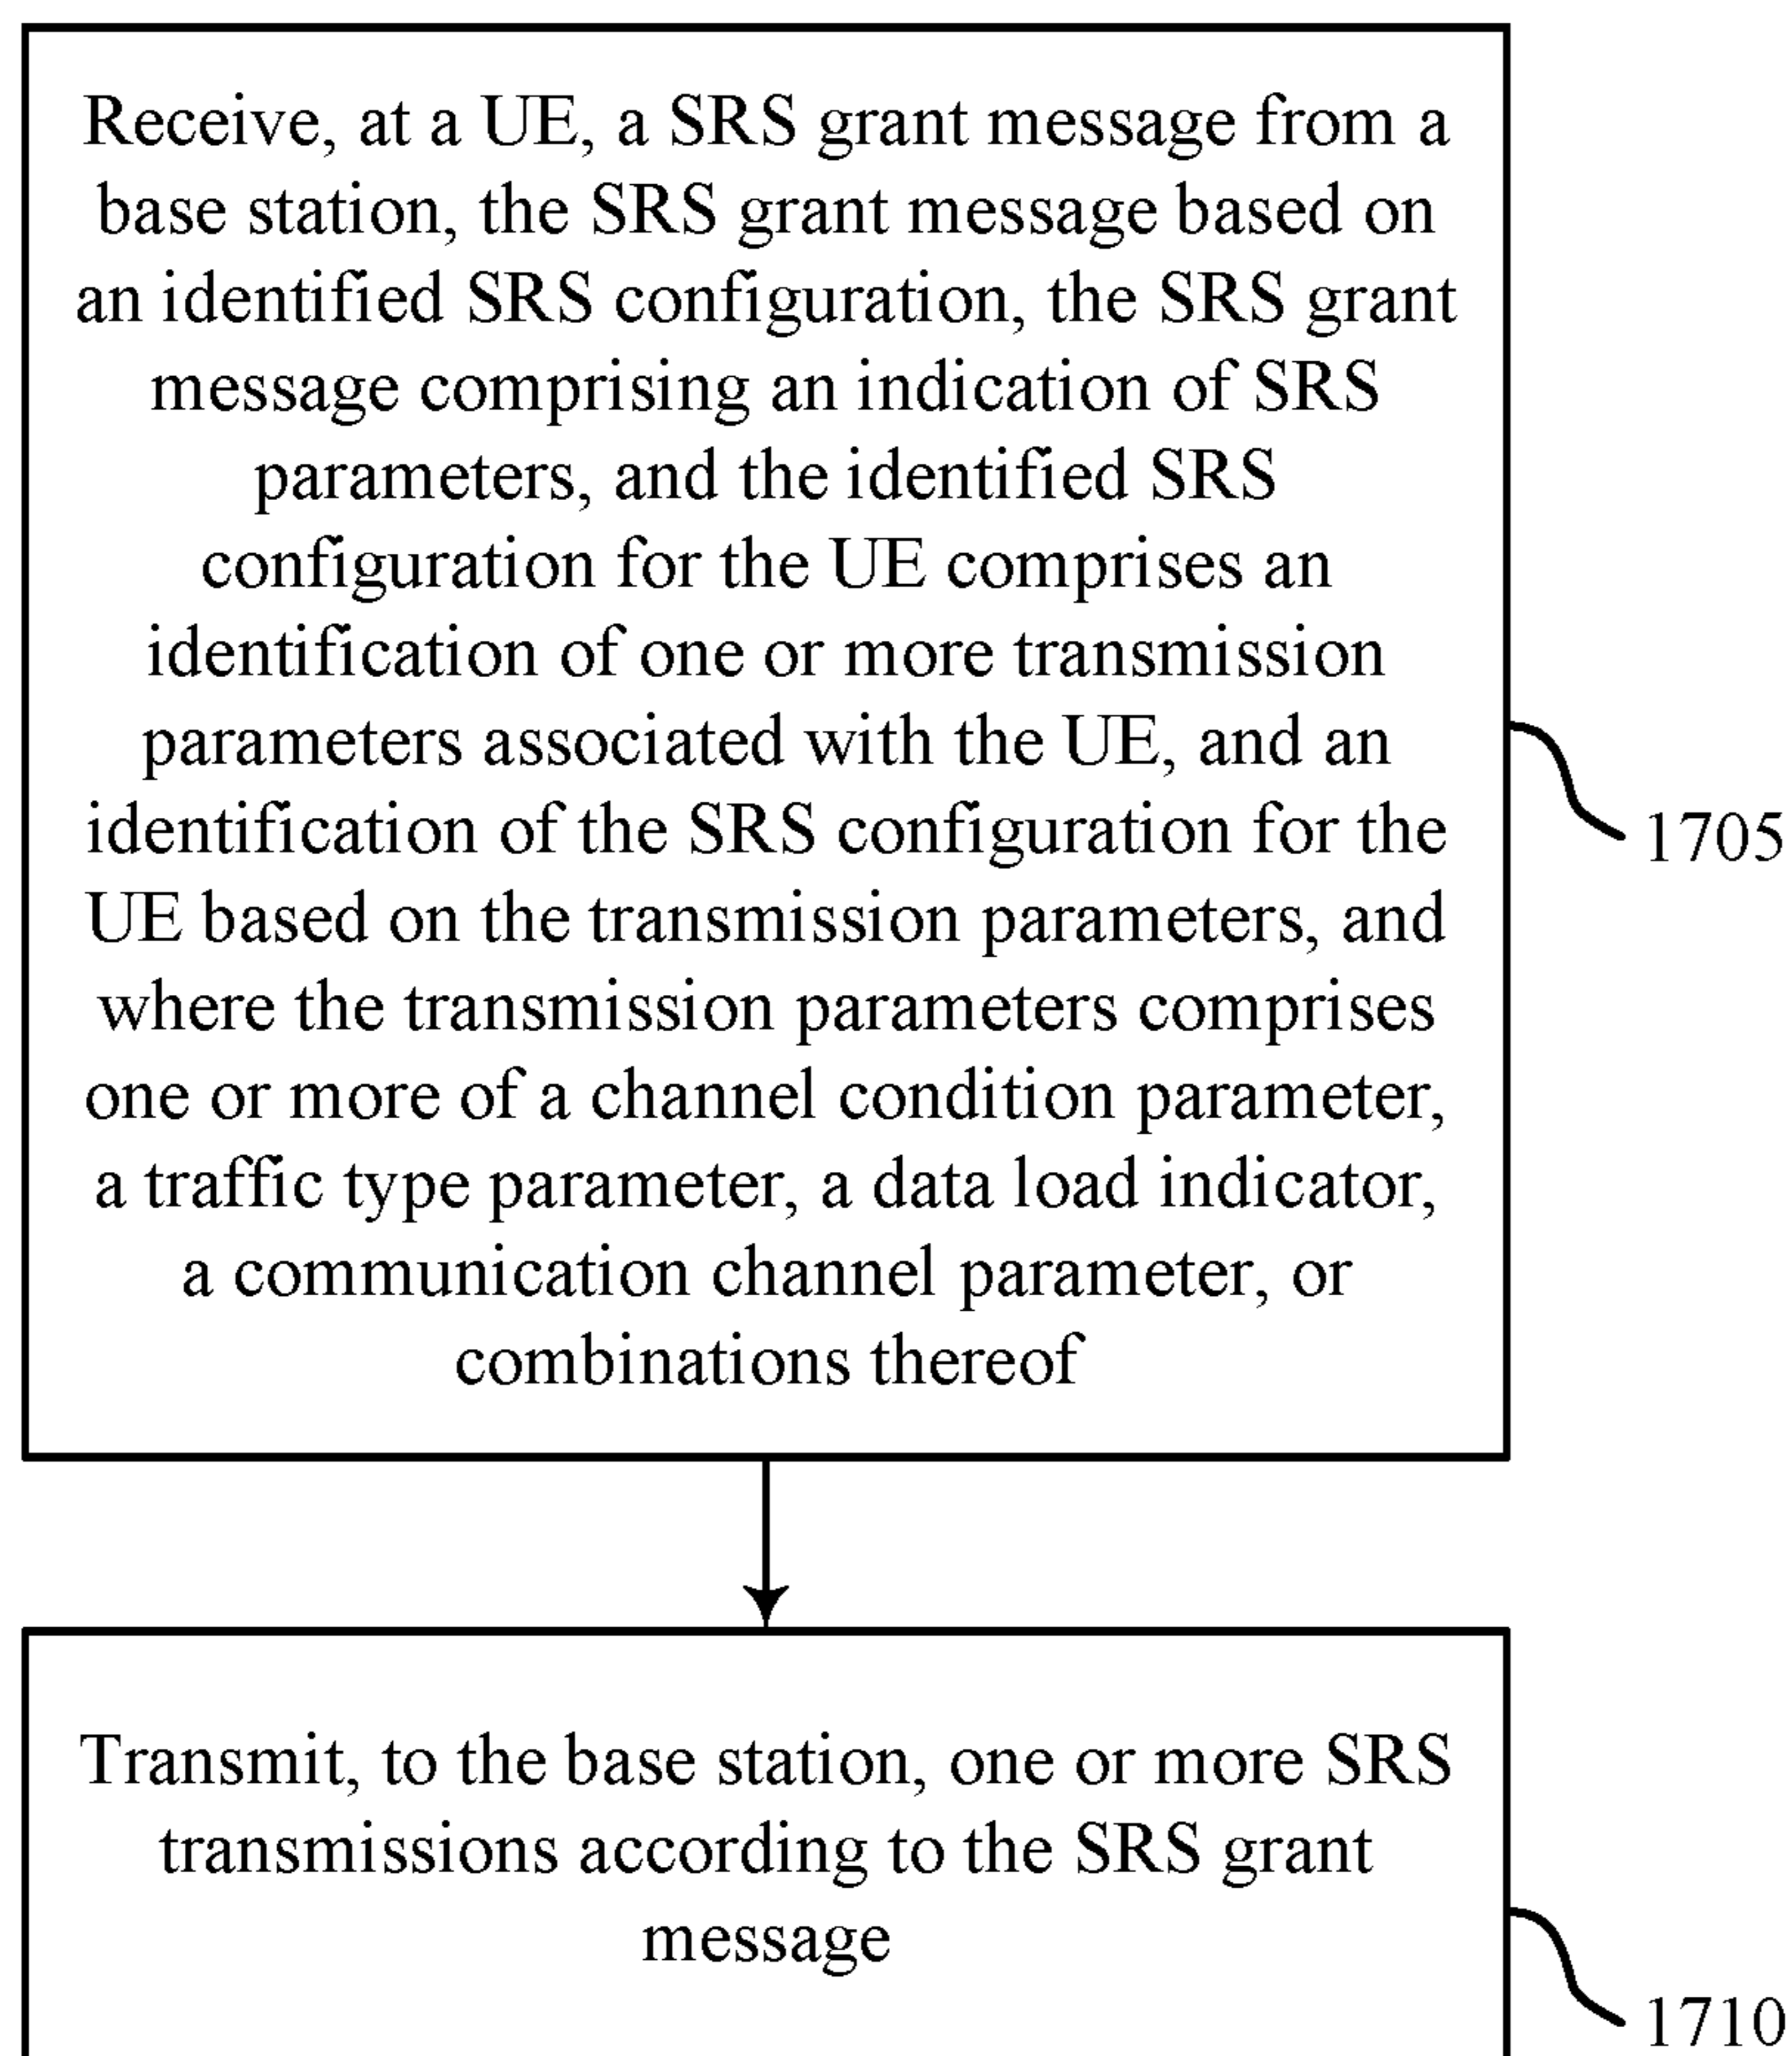 Receive, at a UE, a SRS grant message from a
base station, the SRS grant message based on
an identified SRS configuration, the SRS grant
message comprising an indication of SRS
parameters, and the identified SRS
configuration for the UE comprises an
identification of one or more transmission
parameters associated with the UE, and an
identification of the SRS configuration for the
UE based on the transmission parameters, and
where the transmission parameters comprises
one or more of a channel condition parameter,
a traffic type parameter, a data load indicator,
a communication channel parameter, or
combinations thereof
1705
Transmit, to the base station, one or more SRS
transmissions according to the SRS grant
message
1710